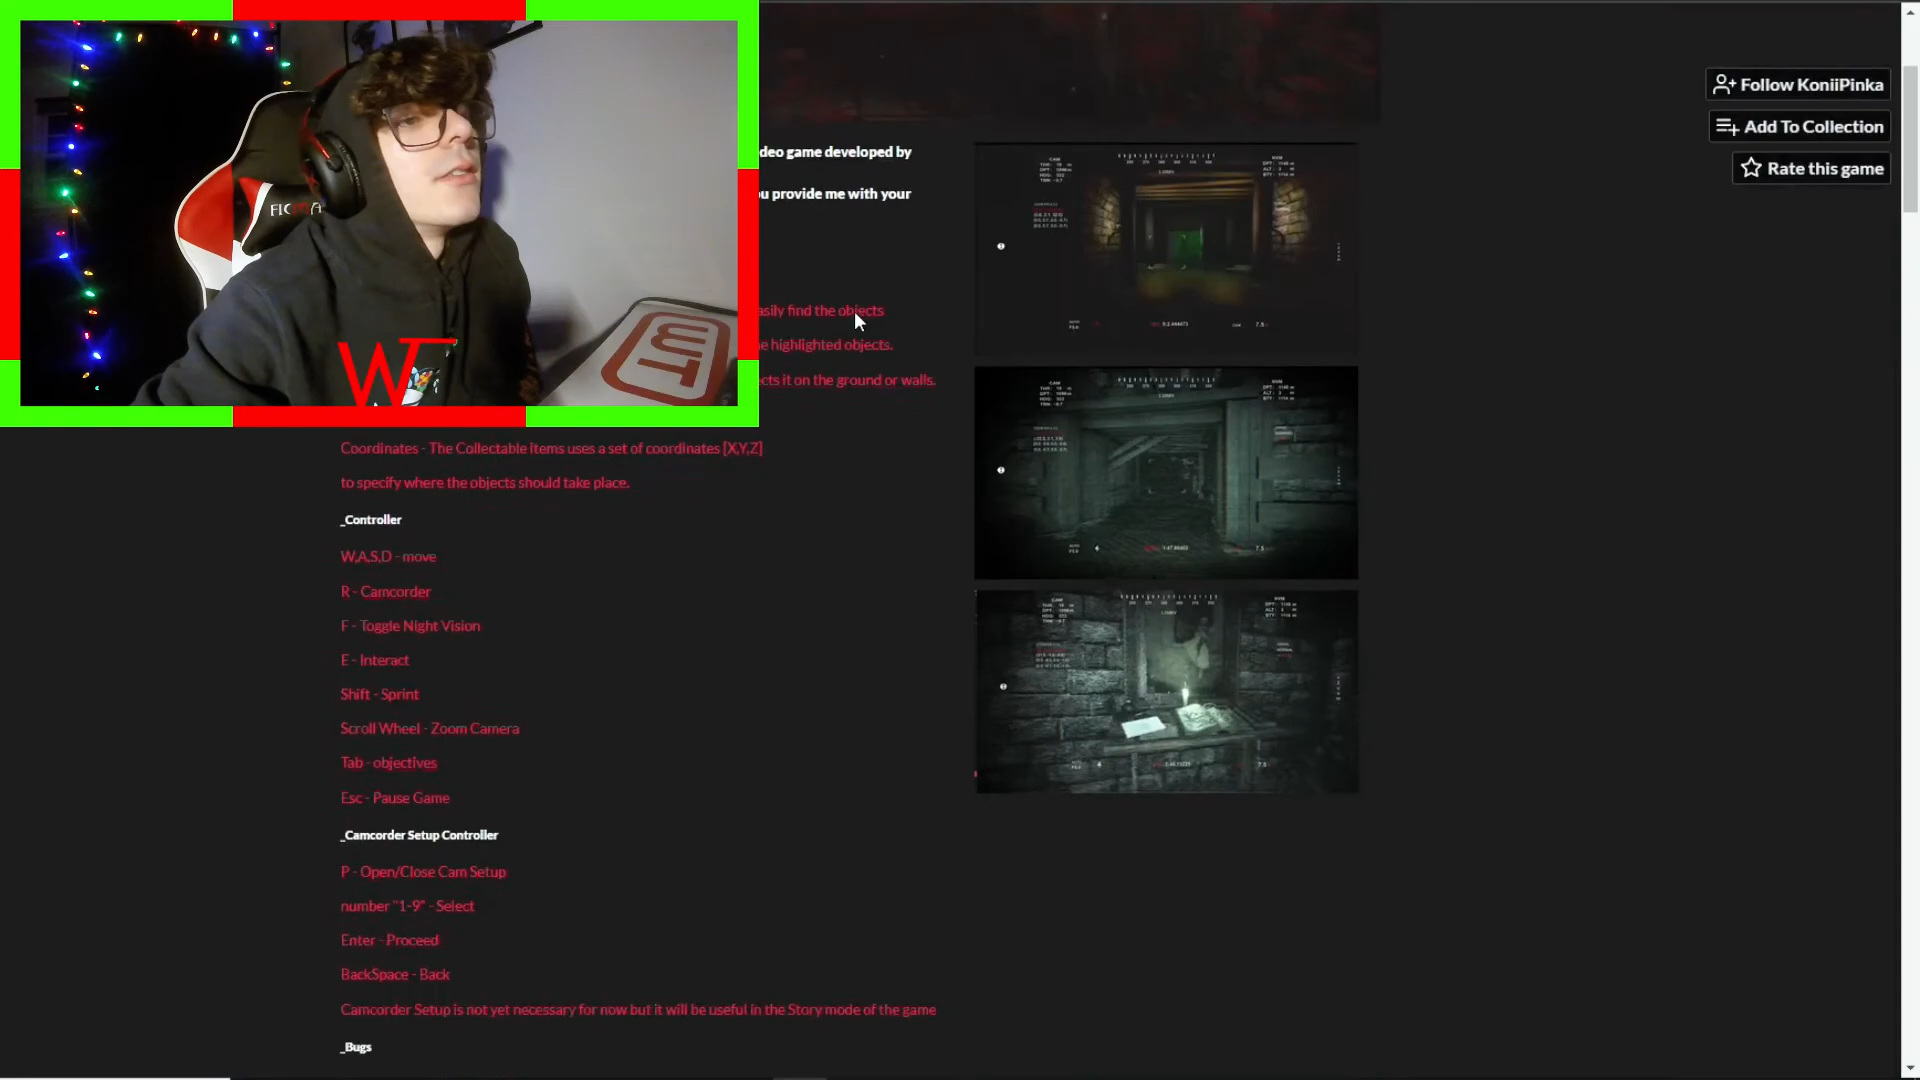 Follow KoniiPinka
Add To Collection
Rate this game
deo game developed by
u provide me with your
asily find the objects
e highlighted objects.
cts it on the ground or walls.
Coordinates - The Collectable items uses a set of coordinates [X,Y,Z]
to specify where the objects should take place.
_Controller
W,A,S,D - move
R - Camcorder
F - Toggle Night Vision
E - Interact
Shift - Sprint
Scroll Wheel - Zoom Camera
Tab - objectives
Esc - Pause Game
_Camcorder Setup Controller
P - Open/Close Cam Setup
number "1-9" - Select
Enter - Proceed
BackSpace - Back
Camcorder Setup is not yet necessary for now but it will be useful in the Story mode of the game
_Bugs
WT